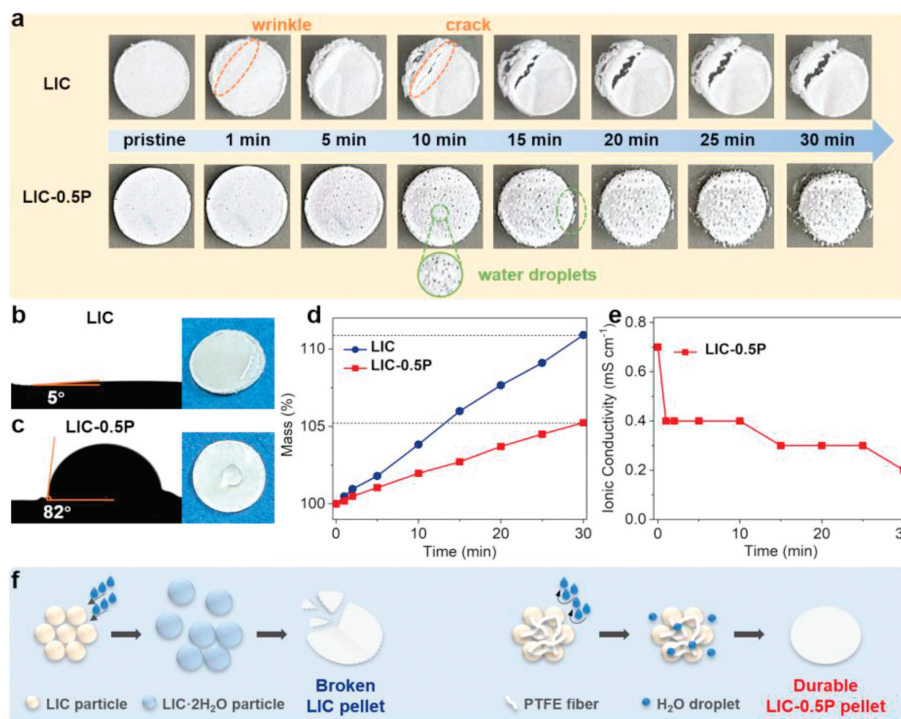 a
wrinkle
crack
LIC
pristine 1 min 5 min 10 min 15 min 20 min 25 min 30 min
LIC-0.5P
water droplets
b
LIC
5°
c
LIC-0.5P
82°
d
LIC
LIC-0.5P
110
105
100
Mass (%)
0 10 20 30
Time (min)
e
LIC-0.5P
0.8
0.6
0.4
0.2
0.0
Ionic Conductivity (mS cm⁻¹)
0 10 20 30
Time (min)
f
LIC particle
LIC·2H₂O particle
Broken
LIC pellet
PTFE fiber
H₂O droplet
Durable
LIC-0.5P pellet